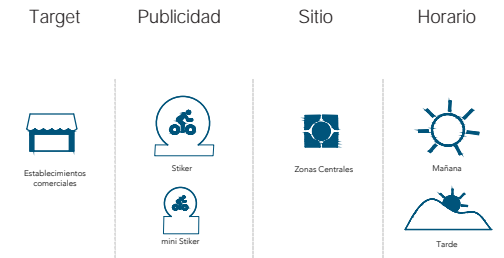 Target
Publicidad
Sitio
Horario
Establecimientos
comerciales
Stiker
mini Stiker
Zonas Centrales
Mañana
Tarde